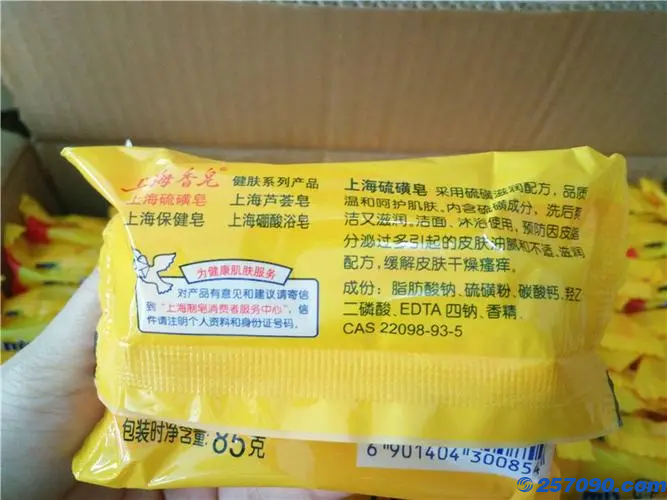 上海香皂 健肤系列产品
上海硫磺皂 上海芦荟皂
上海保健皂 上海硼酸浴皂
为健康肌肤服务
对产品有意见和建议请寄信
到“上海制皂消费者服务中心”，信
件请注明个人资料和身份证号码。
上海硫磺皂 采用硫磺滋润配方，品质
温和呵护肌肤。内含硫磺成分，洗后爽
洁又滋润。洁面、沐浴使用，预防因皮脂
分泌过多引起的皮肤油腻和不适。滋润
配方，缓解皮肤干燥瘙痒。
成份：脂肪酸钠、硫磺粉、碳酸钙、羟乙
二磷酸、EDTA 四钠、香精、
CAS 22098-93-5
包装时净含量：85克
6 901404 300854
257090.com